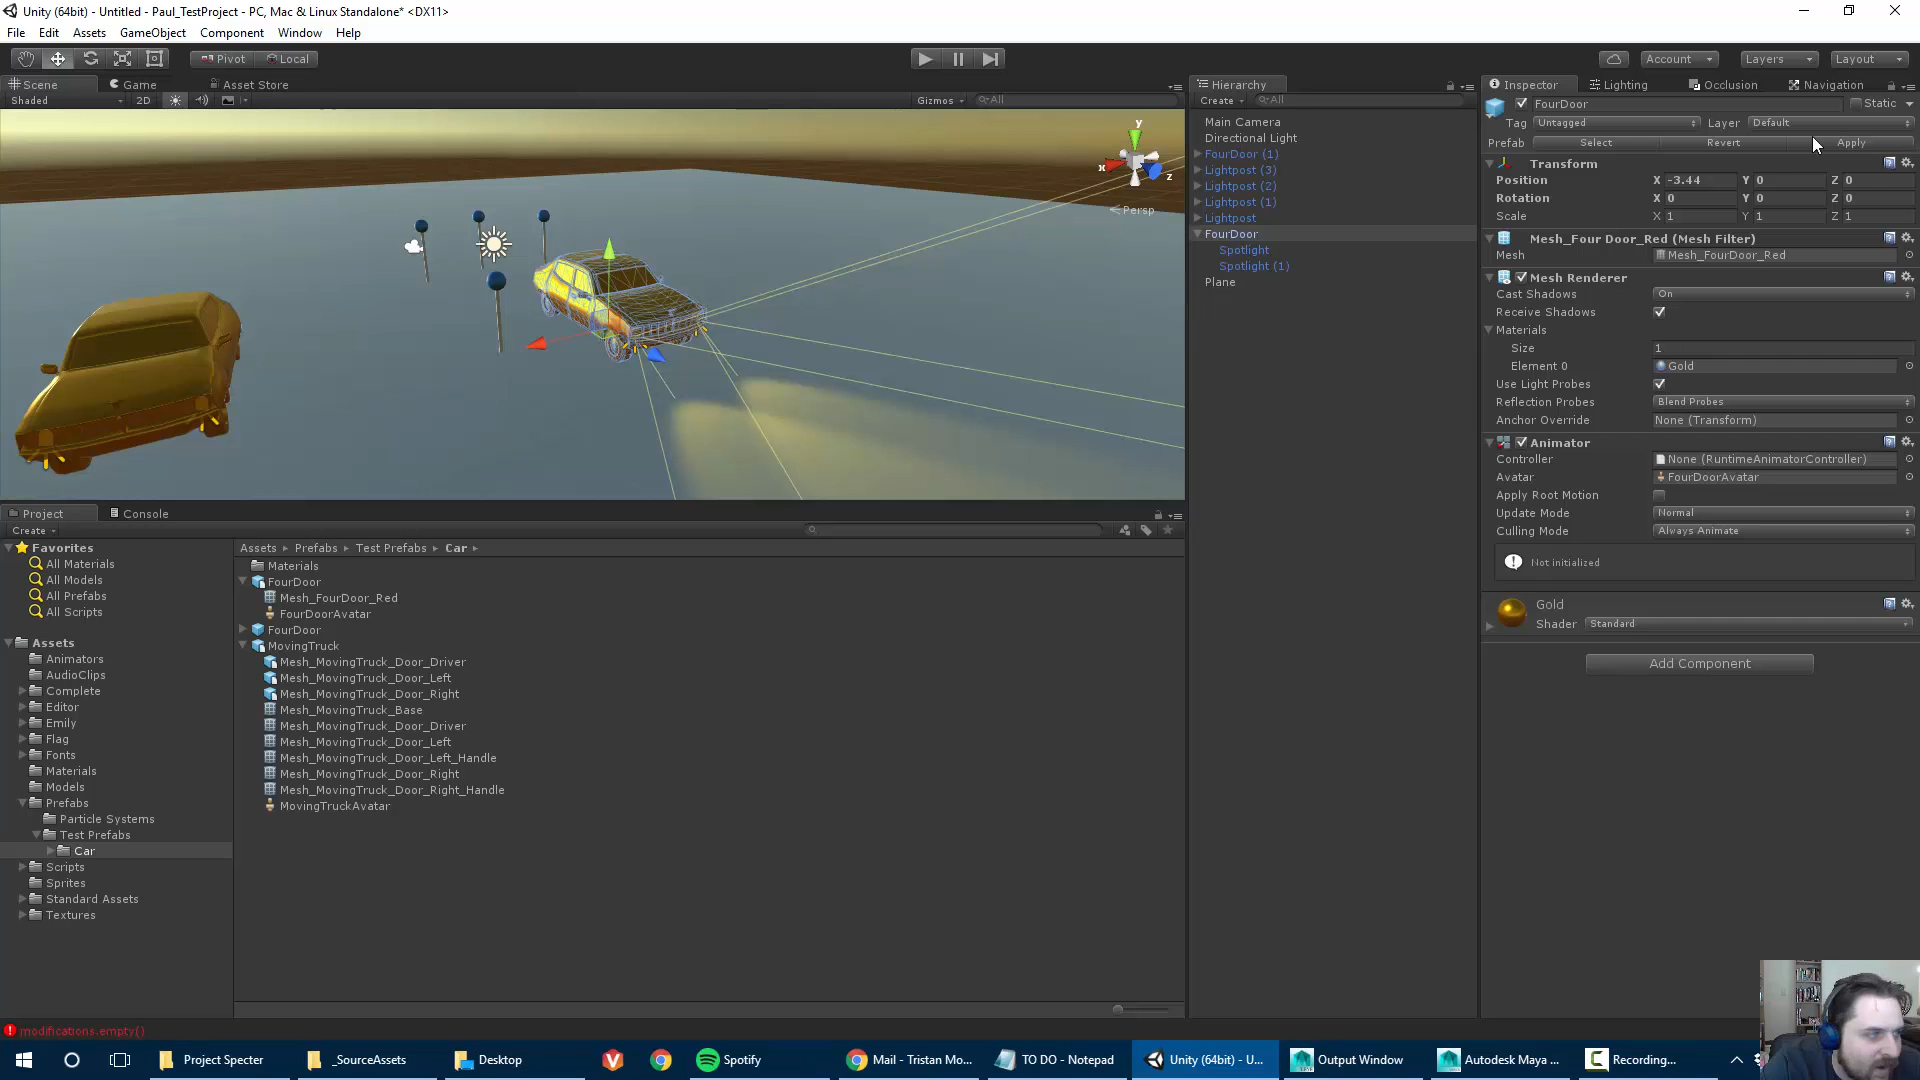 Unity (64bit) - Untitled - Paul_TestProject - PC, Mac & Linux Standalone* <DX11>
File Edit Assets GameObject Component Window Help
Pivot Local Account Layers Layout
Scene Game Asset Store
Shaded 2D Gizmos All
y
x
z
Persp
Hierarchy
Create All
Main Camera
Directional Light
FourDoor (1)
Lightpost (3)
Lightpost (2)
Lightpost (1)
Lightpost
FourDoor
Spotlight
Spotlight (1)
Plane
Inspector Lighting Occlusion Navigation
FourDoor Static
Tag Untagged Layer Default
Prefab Select Revert Apply
Transform
Position X -3.44 Y 0 Z 0
Rotation X 0 Y 0 Z 0
Scale X 1 Y 1 Z 1
Mesh_Four Door_Red (Mesh Filter)
Mesh Mesh_FourDoor_Red
Mesh Renderer
Cast Shadows On
Receive Shadows
Materials
Size 1
Element 0 Gold
Use Light Probes
Reflection Probes Blend Probes
Anchor Override None (Transform)
Animator
Controller None (RuntimeAnimatorController)
Avatar FourDoorAvatar
Apply Root Motion
Update Mode Normal
Culling Mode Always Animate
Not initialized
Gold
Shader Standard
Add Component
Project Console
Create
Favorites
All Materials
All Models
All Prefabs
All Scripts
Assets
Animators
AudioClips
Complete
Editor
Emily
Flag
Fonts
Materials
Models
Prefabs
Particle Systems
Test Prefabs
Car
Scripts
Sprites
Standard Assets
Textures
Assets Prefabs Test Prefabs Car
Materials
FourDoor
Mesh_FourDoor_Red
FourDoorAvatar
FourDoor
MovingTruck
Mesh_MovingTruck_Door_Driver
Mesh_MovingTruck_Door_Left
Mesh_MovingTruck_Door_Right
Mesh_MovingTruck_Base
Mesh_MovingTruck_Door_Driver
Mesh_MovingTruck_Door_Left
Mesh_MovingTruck_Door_Left_Handle
Mesh_MovingTruck_Door_Right
Mesh_MovingTruck_Door_Right_Handle
MovingTruckAvatar
modifications.empty()
Project Specter _SourceAssets Desktop Spotify Mail - Tristan Mo... TO DO - Notepad Unity (64bit) - U... Output Window Autodesk Maya ... Recording...